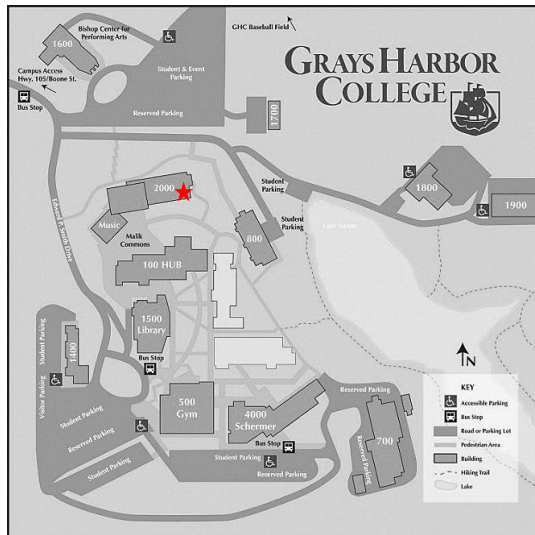 GHC Baseball Field
Bishop Center for
Performing Arts
1600
GRAYS HARBOR
COLLEGE
Campus Access
Hwy. 105/Boone St.
Student & Event
Parking
Bus Stop
Reserved Parking
1700
2000
Student
Parking
1800
1900
Edward P. Smith Drive
Music
Malik
Commons
800
Student
Parking
Lake Swano
100 HUB
1500
Library
Student Parking
1400
Bus Stop
Visitor Parking
500
Gym
4000
Schermer
Reserved Parking
Student Parking
Reserved Parking
Student Parking
Bus Stop
Student Parking
Reserved Parking
Reserved Parking
700
N
KEY
Accessible Parking
Bus Stop
Road or Parking Lot
Pedestrian Area
Building
Hiking Trail
Lake